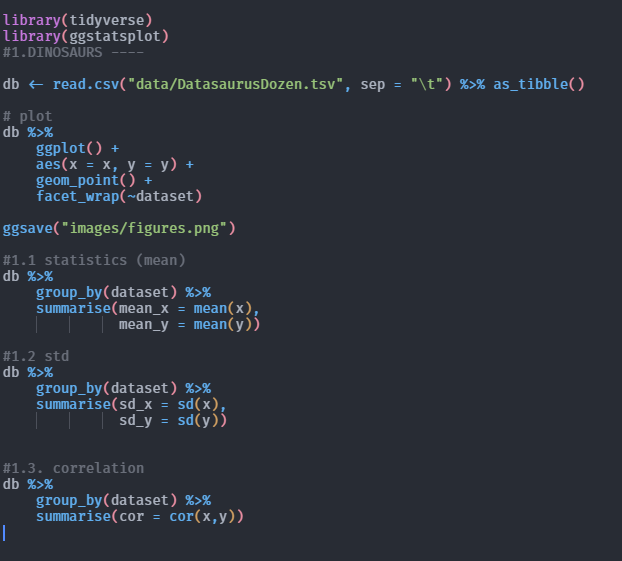 library(tidyverse)
library(ggstatsplot)
#1.DINOSAURS ----
db <- read.csv("data/DatasaurusDozen.tsv", sep = "\t") %>% as_tibble()
# plot
db %>%
    ggplot() +
    aes(x = x, y = y) +
    geom_point() +
    facet_wrap(~dataset)
ggsave("images/figures.png")
#1.1 statistics (mean)
db %>%
    group_by(dataset) %>%
    summarise(mean_x = mean(x),
              mean_y = mean(y))
#1.2 std
db %>%
    group_by(dataset) %>%
    summarise(sd_x = sd(x),
              sd_y = sd(y))
#1.3. correlation
db %>%
    group_by(dataset) %>%
    summarise(cor = cor(x,y))